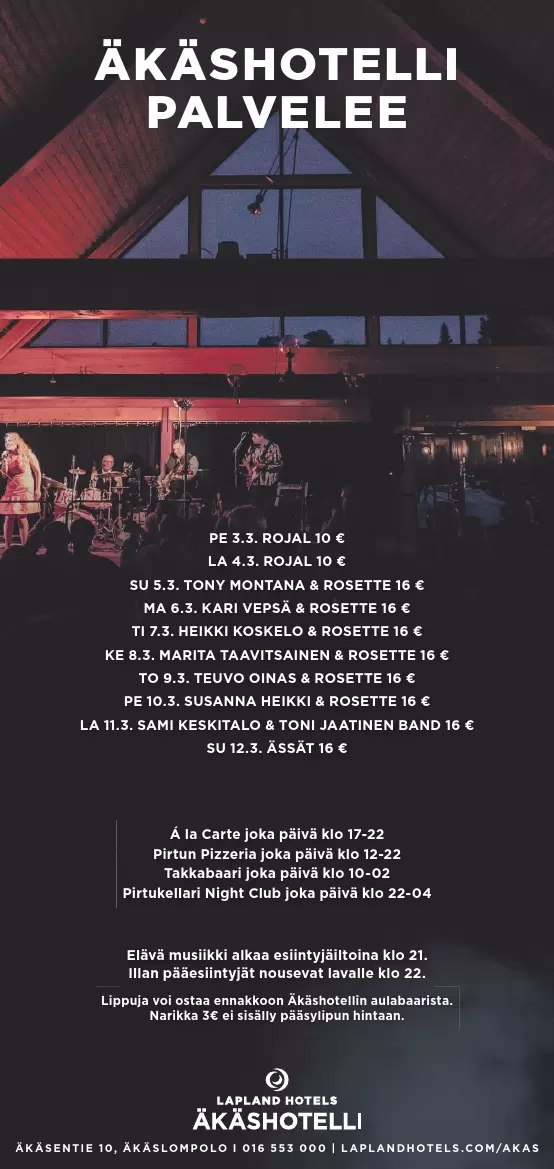 ÄKÄSHOTELLI
PALVELEE
PE 3.3. ROJAL 10 €
LA 4.3. ROJAL 10 €
SU 5.3. TONY MONTANA & ROSETTE 16 €
MA 6.3. KARI VEPSÄ & ROSETTE 16 €
TI 7.3. HEIKKI KOSKELO & ROSETTE 16 €
KE 8.3. MARITA TAAVITSAINEN & ROSETTE 16 €
TO 9.3. TEUVO OINAS & ROSETTE 16 €
PE 10.3. SUSANNA HEIKKI & ROSETTE 16 €
LA 11.3. SAMI KESKITALO & TONI JAATINEN BAND 16 €
SU 12.3. ÄSSÄT 16 €
Á la Carte joka päivä klo 17-22
Pirtun Pizzeria joka päivä klo 12-22
Takkabaari joka päivä klo 10-02
Pirtukellari Night Club joka päivä klo 22-04
Elävä musiikki alkaa esiintyjäiltoina klo 21.
Illan pääesiintyjät nousevat lavalle klo 22.
Lippuja voi ostaa ennakkoon Äkäshotellin aulabaarista.
Narikka 3€ ei sisälly pääsylipun hintaan.
LAPLAND HOTELS
ÄKÄSHOTELLI
ÄKÄSENTIE 10, ÄKÄSLOMPOLO I 016 553 000 | LAPLANDHOTELS.COM/AKAS